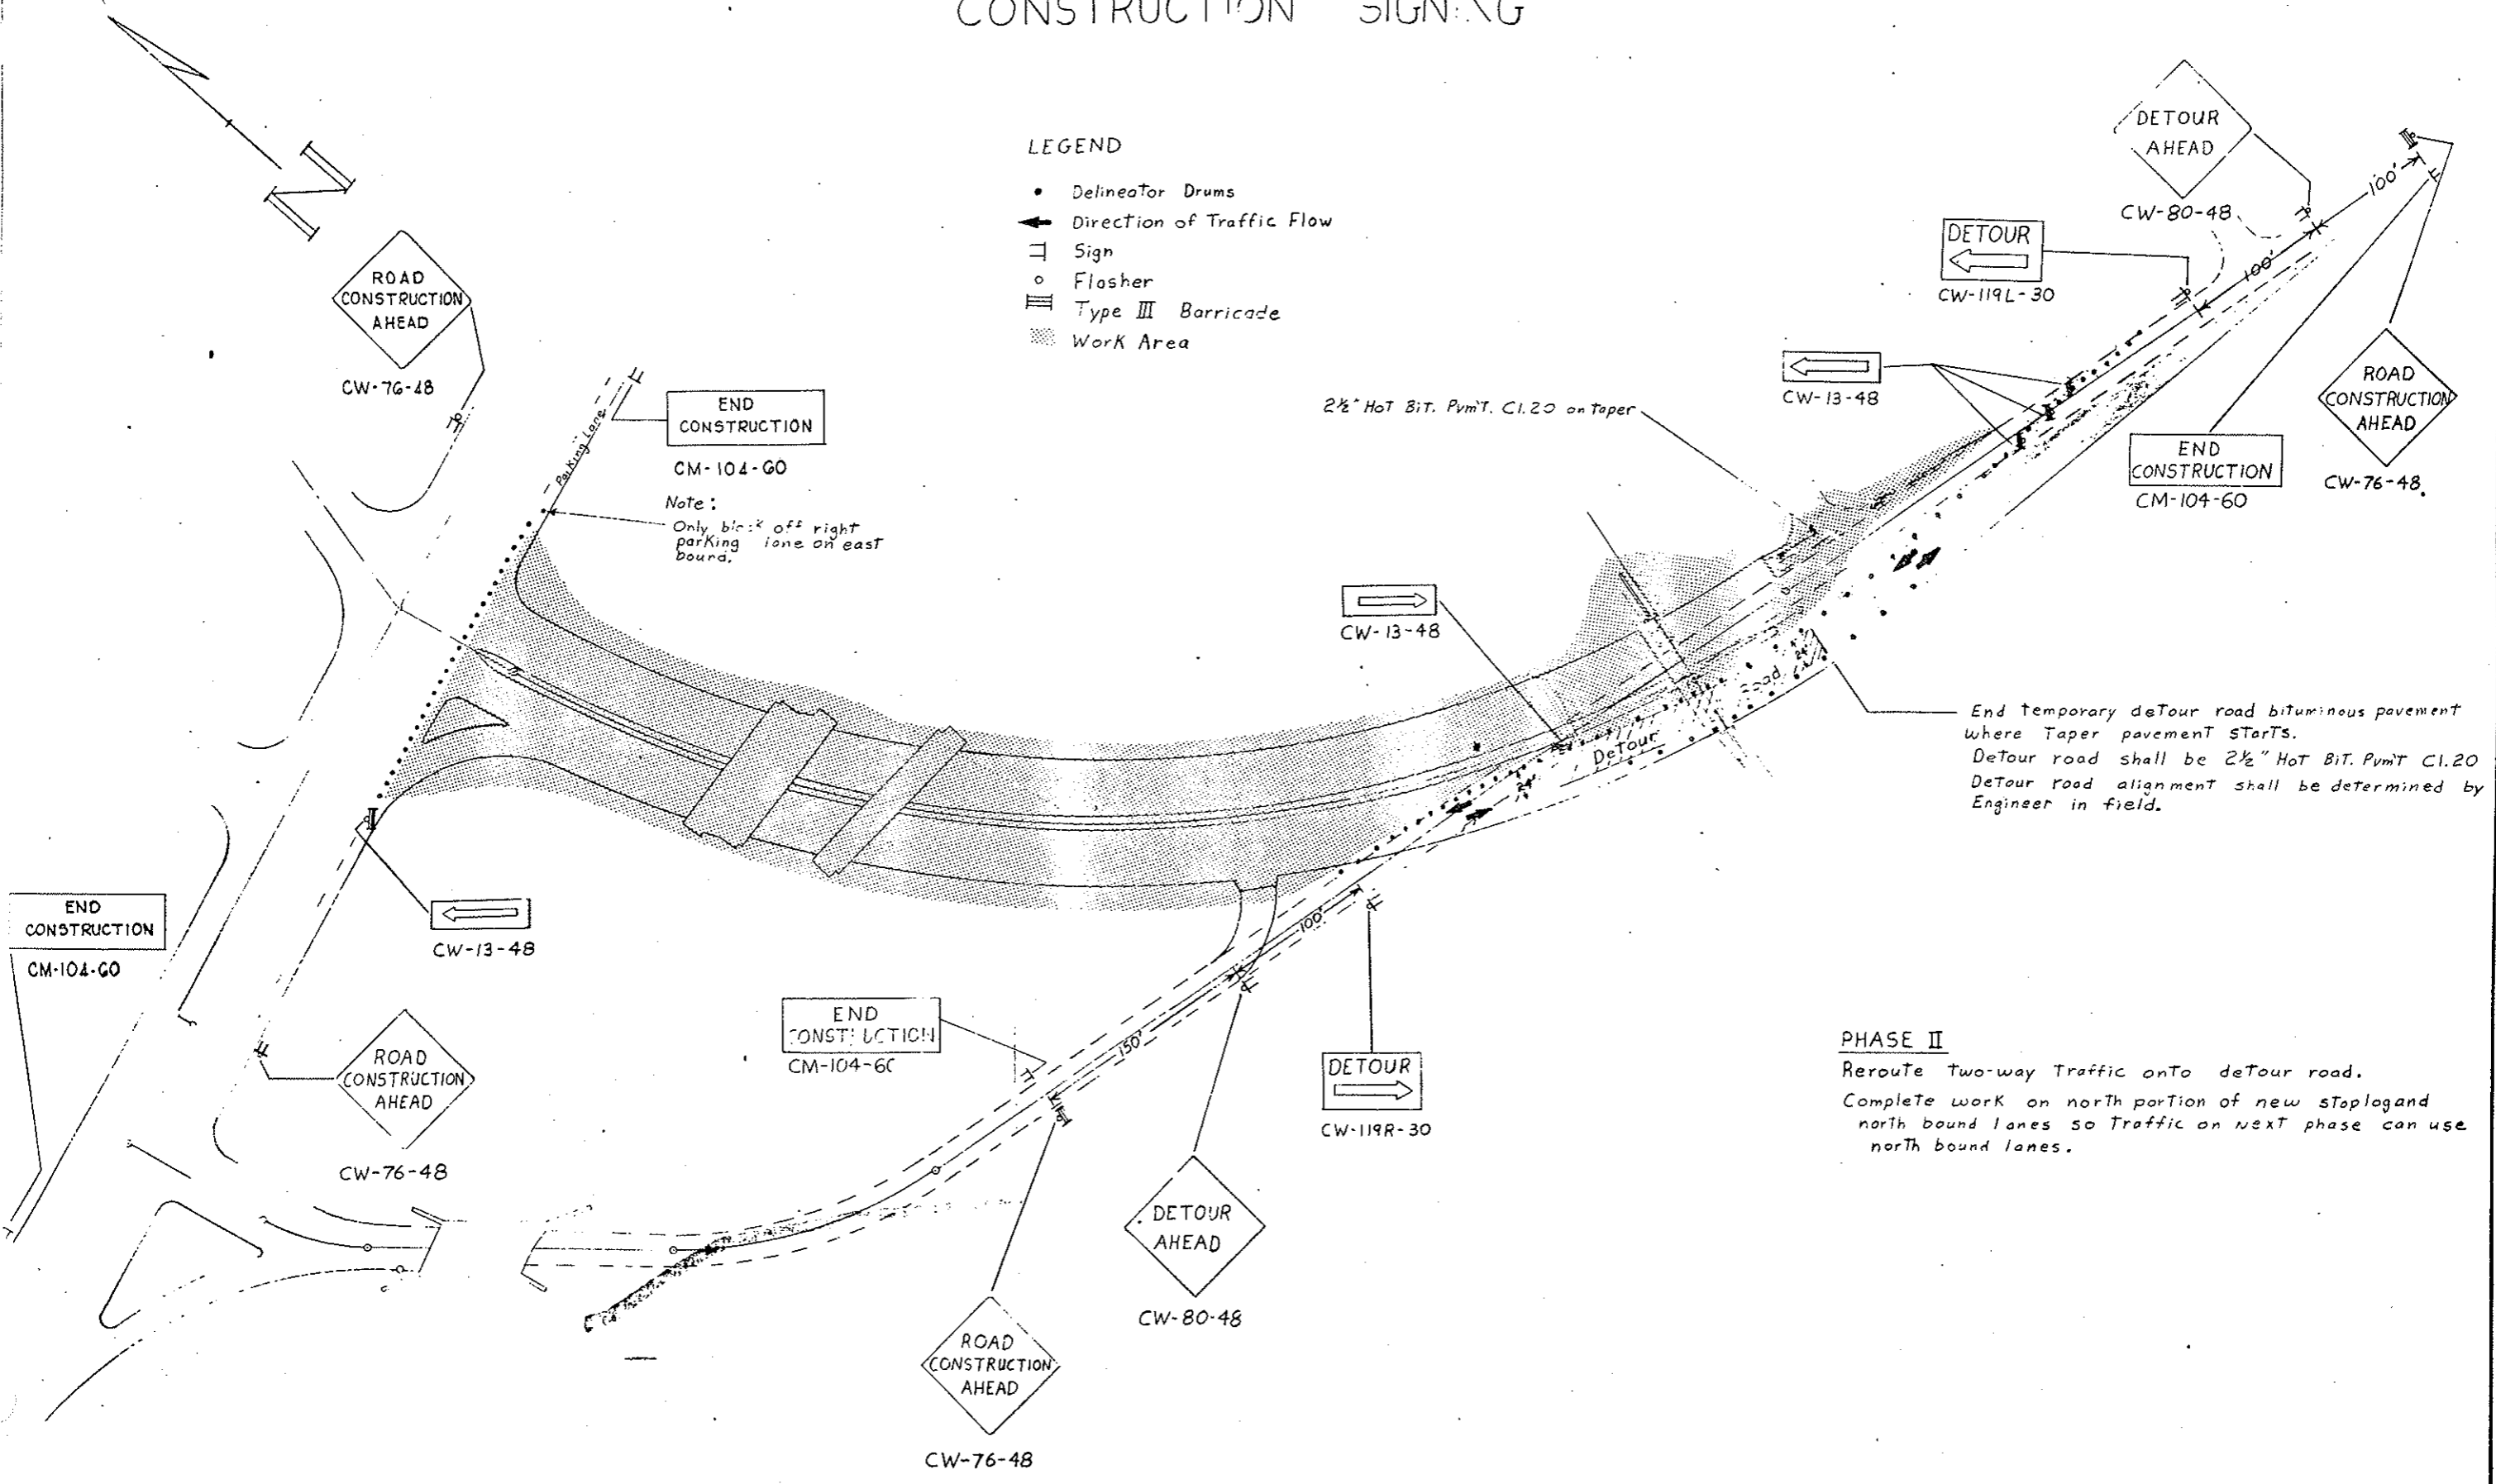 CONSTRUCTION SIGNING
N
LEGEND
Delineator Drums
Direction of Traffic Flow
Sign
Flasher
Type III Barricade
Work Area
ROAD
CONSTRUCTION
AHEAD
CW-76-48
Parking Lane
END
CONSTRUCTION
CM-104-60
Note:
Only block off right
parking lane on east
bound.
DETOUR
AHEAD
CW-80-48
100'
100'
DETOUR
CW-119L-30
CW-13-48
2½" Hot Bit. Pvm't. Cl.20 on taper
ROAD
CONSTRUCTION
AHEAD
CW-76-48
END
CONSTRUCTION
CM-104-60
CW-13-48
24'
Detour Road
24'
End temporary detour road bituminous pavement
where Taper pavement starts.
Detour road shall be 2½" Hot Bit. Pvm't Cl.20
Detour road alignment shall be determined by
Engineer in field.
END
CONSTRUCTION
CM-104-60
CW-13-48
ROAD
CONSTRUCTION
AHEAD
CW-76-48
END
CONSTRUCTION
CM-104-60
150'
100'
DETOUR
CW-119R-30
DETOUR
AHEAD
CW-80-48
ROAD
CONSTRUCTION
AHEAD
CW-76-48
PHASE II
Reroute two-way Traffic onto detour road.
Complete work on north portion of new stoplog and
north bound lanes so Traffic on next phase can use
north bound lanes.